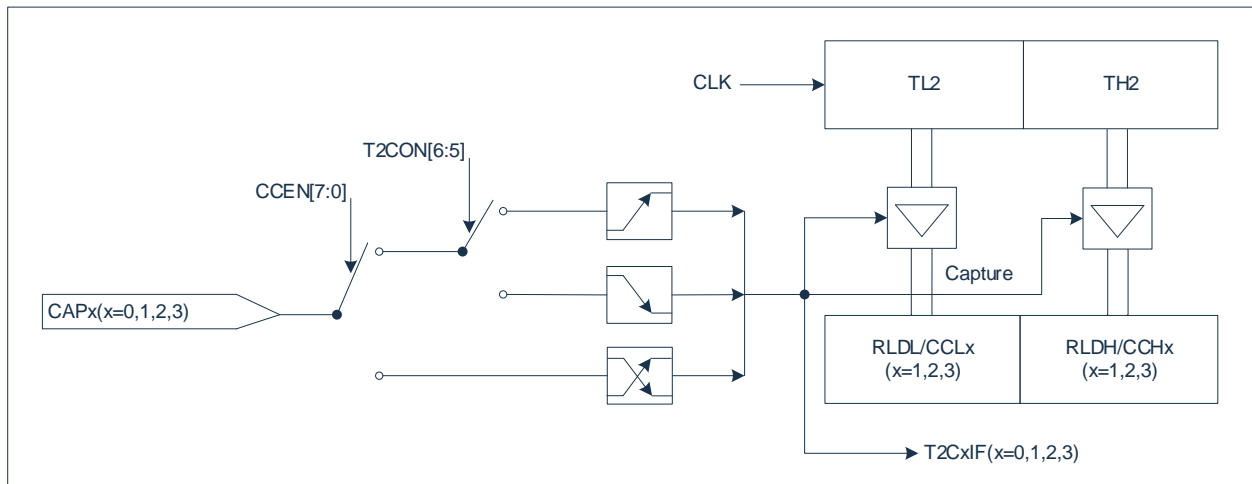 CLK
TL2
TH2
T2CON[6:5]
CCEN[7:0]
Capture
CAPx(x=0,1,2,3)
RLDL/CCLx
(x=1,2,3)
RLDH/CCHx
(x=1,2,3)
T2CxIF(x=0,1,2,3)